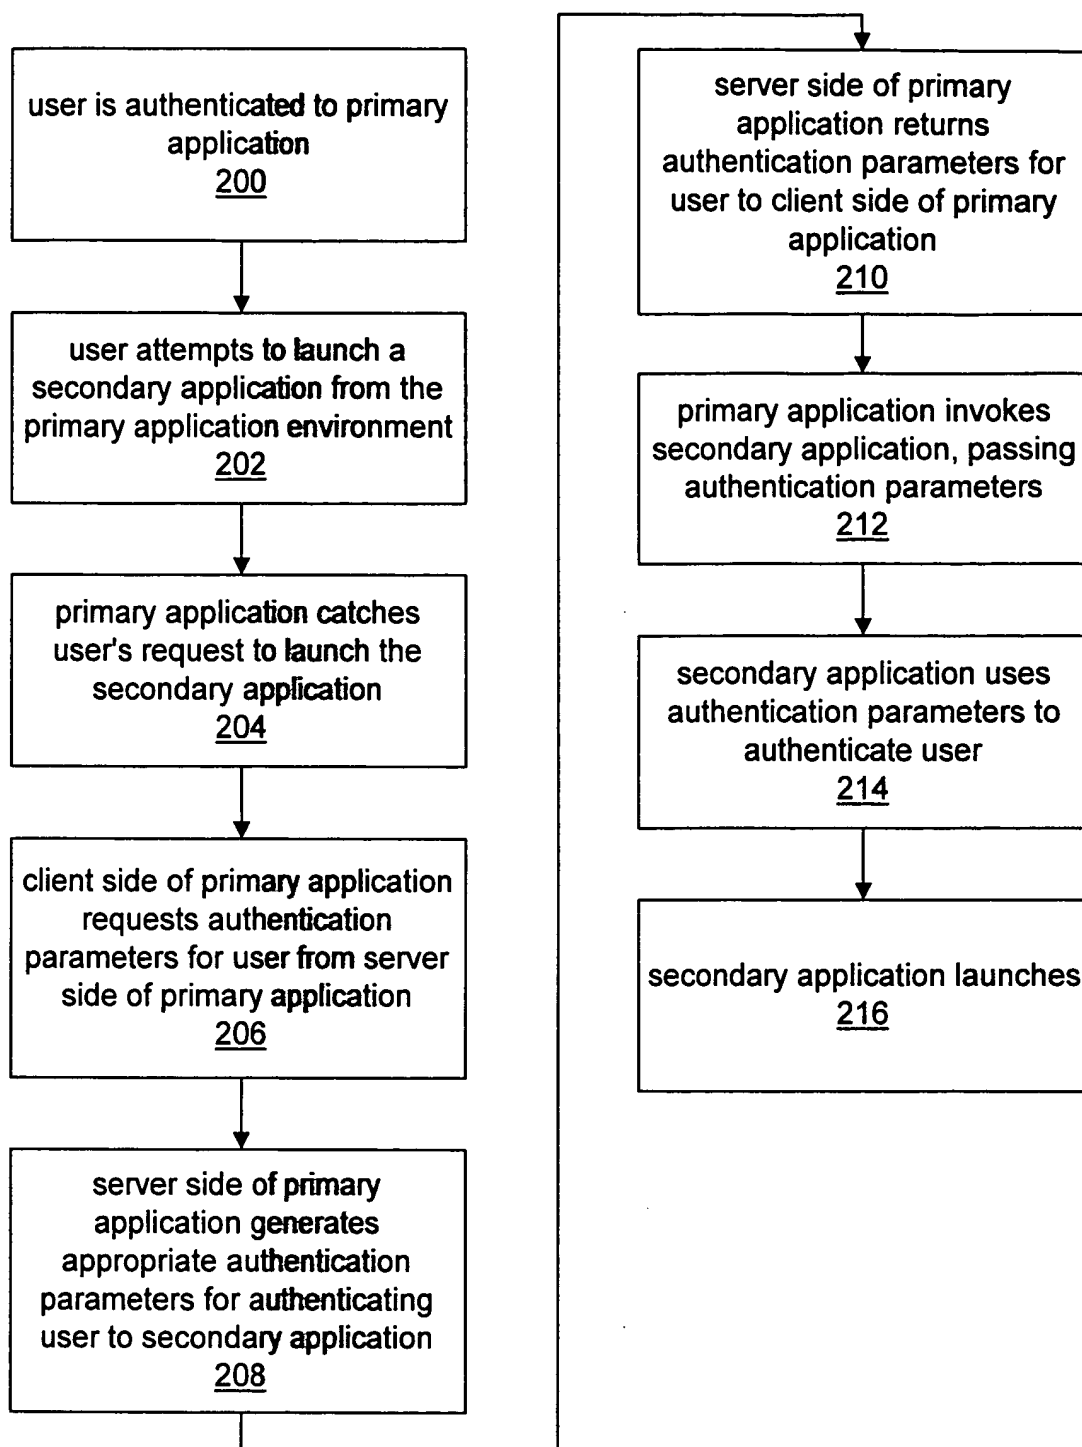 user is authenticated to primary
application
200
user attempts to launch a
secondary application from the
primary application environment
202
primary application catches
user's request to launch the
secondary application
204
client side of primary application
requests authentication
parameters for user from server
side of primary application
206
server side of primary
application generates
appropriate authentication
parameters for authenticating
user to secondary application
208
server side of primary
application returns
authentication parameters for
user to client side of primary
application
210
primary application invokes
secondary application, passing
authentication parameters
212
secondary application uses
authentication parameters to
authenticate user
214
secondary application launches
216